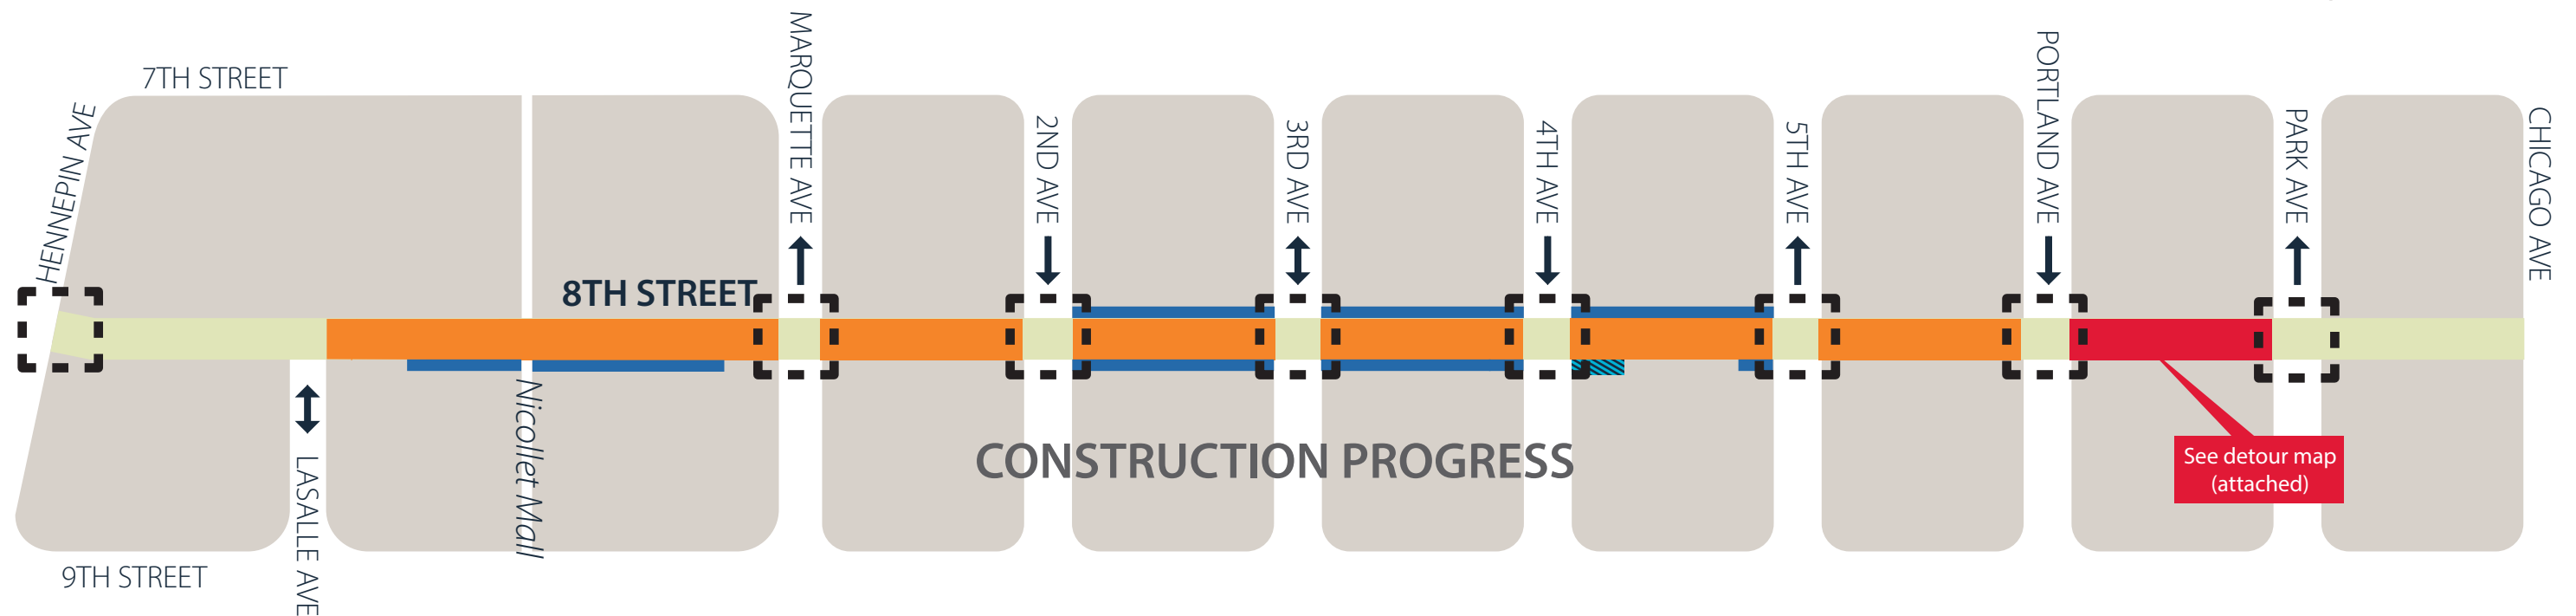 7TH STREET
HENNEPIN AVE
MARQUETTE AVE
2ND AVE
3RD AVE
4TH AVE
5TH AVE
PORTLAND AVE
PARK AVE
CHICAGO AVE
8TH STREET
Nicollet Mall
CONSTRUCTION PROGRESS
See detour map
(attached)
LASALLE AVE
9TH STREET